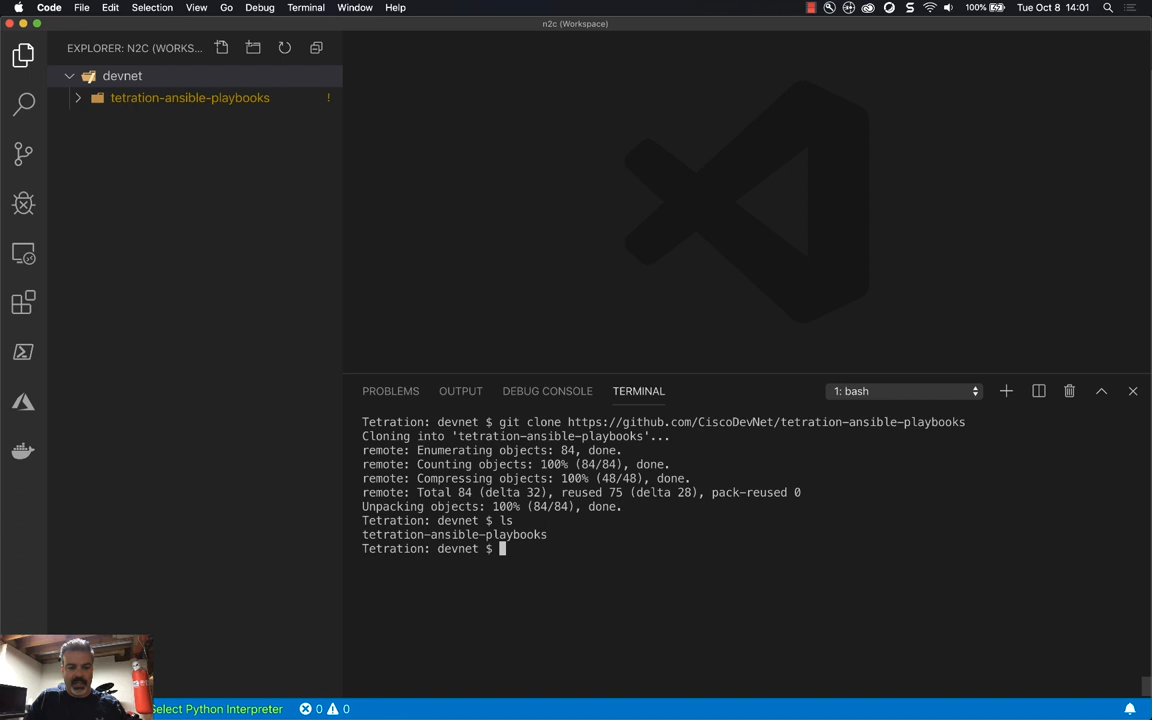 Code File Edit Selection View Go Debug Terminal Window Help 100% Tue Oct 8 14:01
n2c (Workspace)
EXPLORER: N2C (WORKS...
devnet
tetration-ansible-playbooks !
PROBLEMS OUTPUT DEBUG CONSOLE TERMINAL 1: bash
Tetration: devnet $ git clone https://github.com/CiscoDevNet/tetration-ansible-playbooks
Cloning into 'tetration-ansible-playbooks'...
remote: Enumerating objects: 84, done.
remote: Counting objects: 100% (84/84), done.
remote: Compressing objects: 100% (48/48), done.
remote: Total 84 (delta 32), reused 75 (delta 28), pack-reused 0
Unpacking objects: 100% (84/84), done.
Tetration: devnet $ ls
tetration-ansible-playbooks
Tetration: devnet $
Select Python Interpreter 0 0